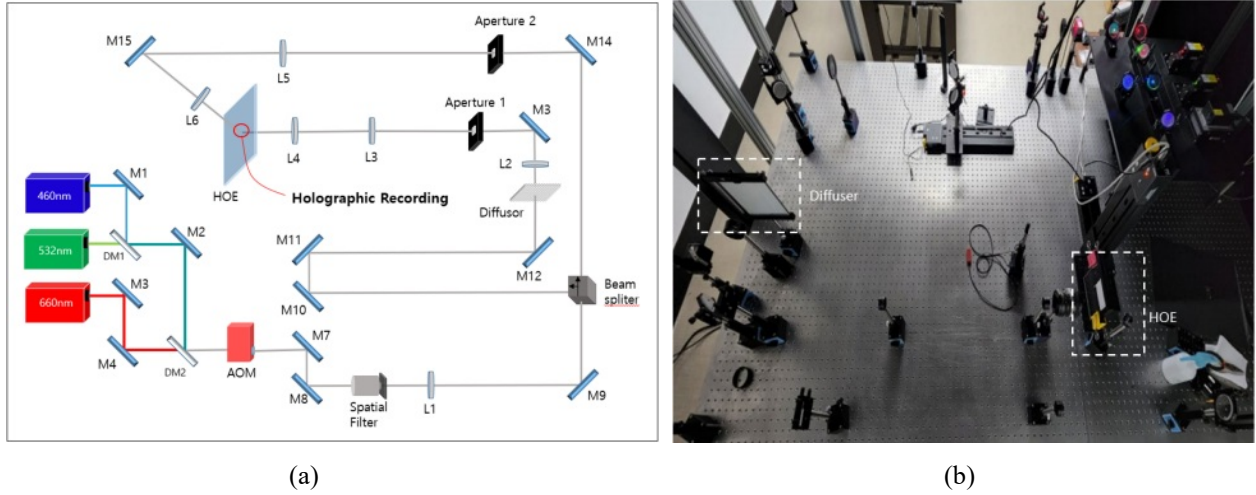 M15
L5
Aperture 2
M14
L6
HOE
L4
L3
Aperture 1
M3
L2
Diffusor
Holographic Recording
460nm
M1
532nm
DM1
M2
660nm
M3
M4
DM2
AOM
M11
M10
M12
Beam
spliter
M7
M8
Spatial
Filter
L1
M9
Diffuser
HOE
(a)
(b)